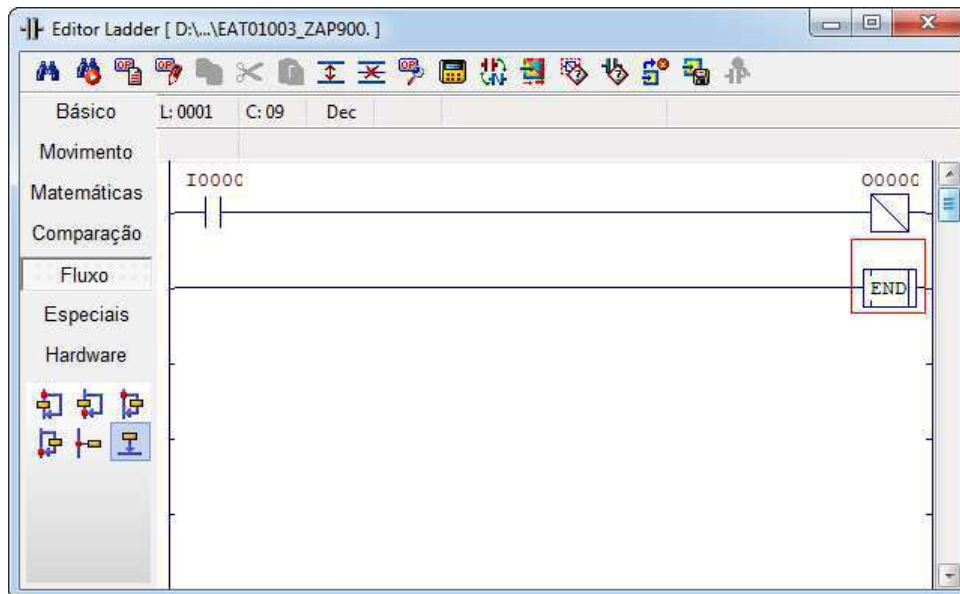 Editor Ladder [ D:\...\EAT01003_ZAP900. ]
Básico
L: 0001 C: 09 Dec
Movimento
Matemáticas
Comparação
Fluxo
Especiais
Hardware
I0000
O0000
END